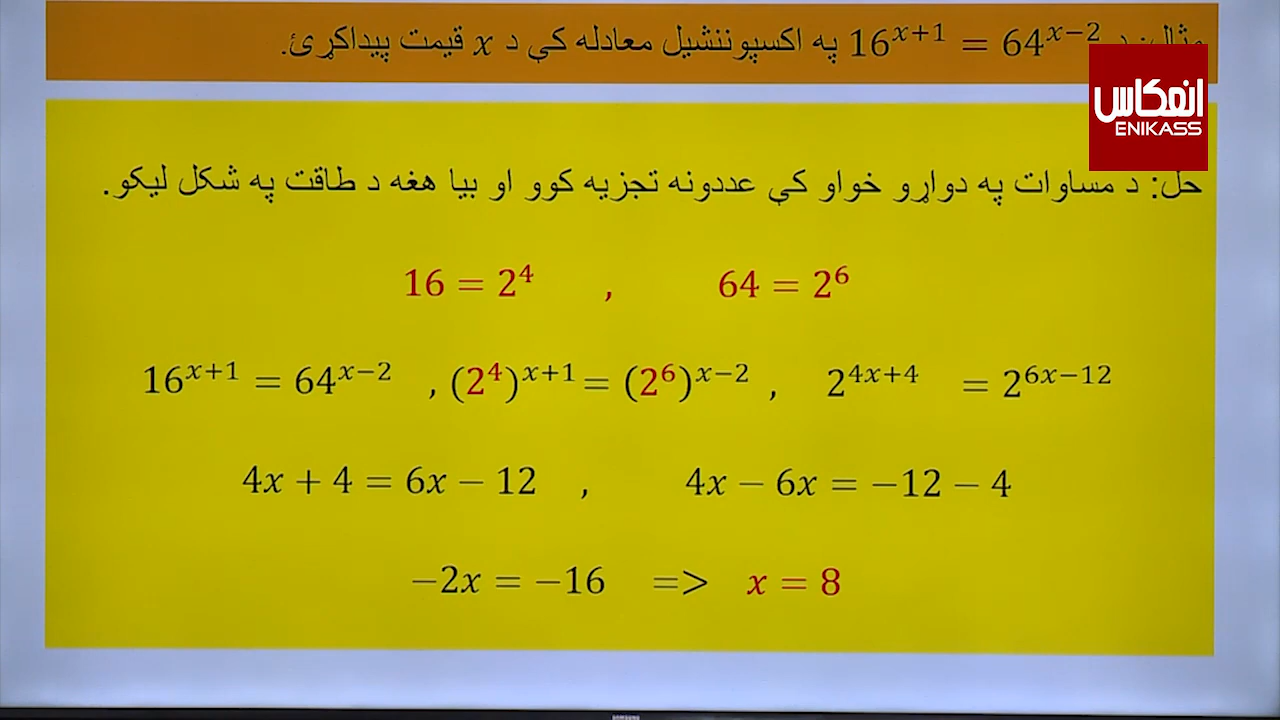 مثال: د 16^{x+1} = 64^{x−2} په اکسپوننشیل معادله کې د x قیمت پیداکړئ.
انعکاس
ENIKASS
حل: د مساوات په دواړو خواو کې عددونه تجزیه کوو او بیا هغه د طاقت په شکل لیکو.
16 = 2^4 , 64 = 2^6
16^{x+1} = 64^{x−2} , (2^4)^{x+1} = (2^6)^{x−2} , 2^{4x+4} = 2^{6x−12}
4x + 4 = 6x − 12 , 4x − 6x = −12 − 4
−2x = −16 => x = 8